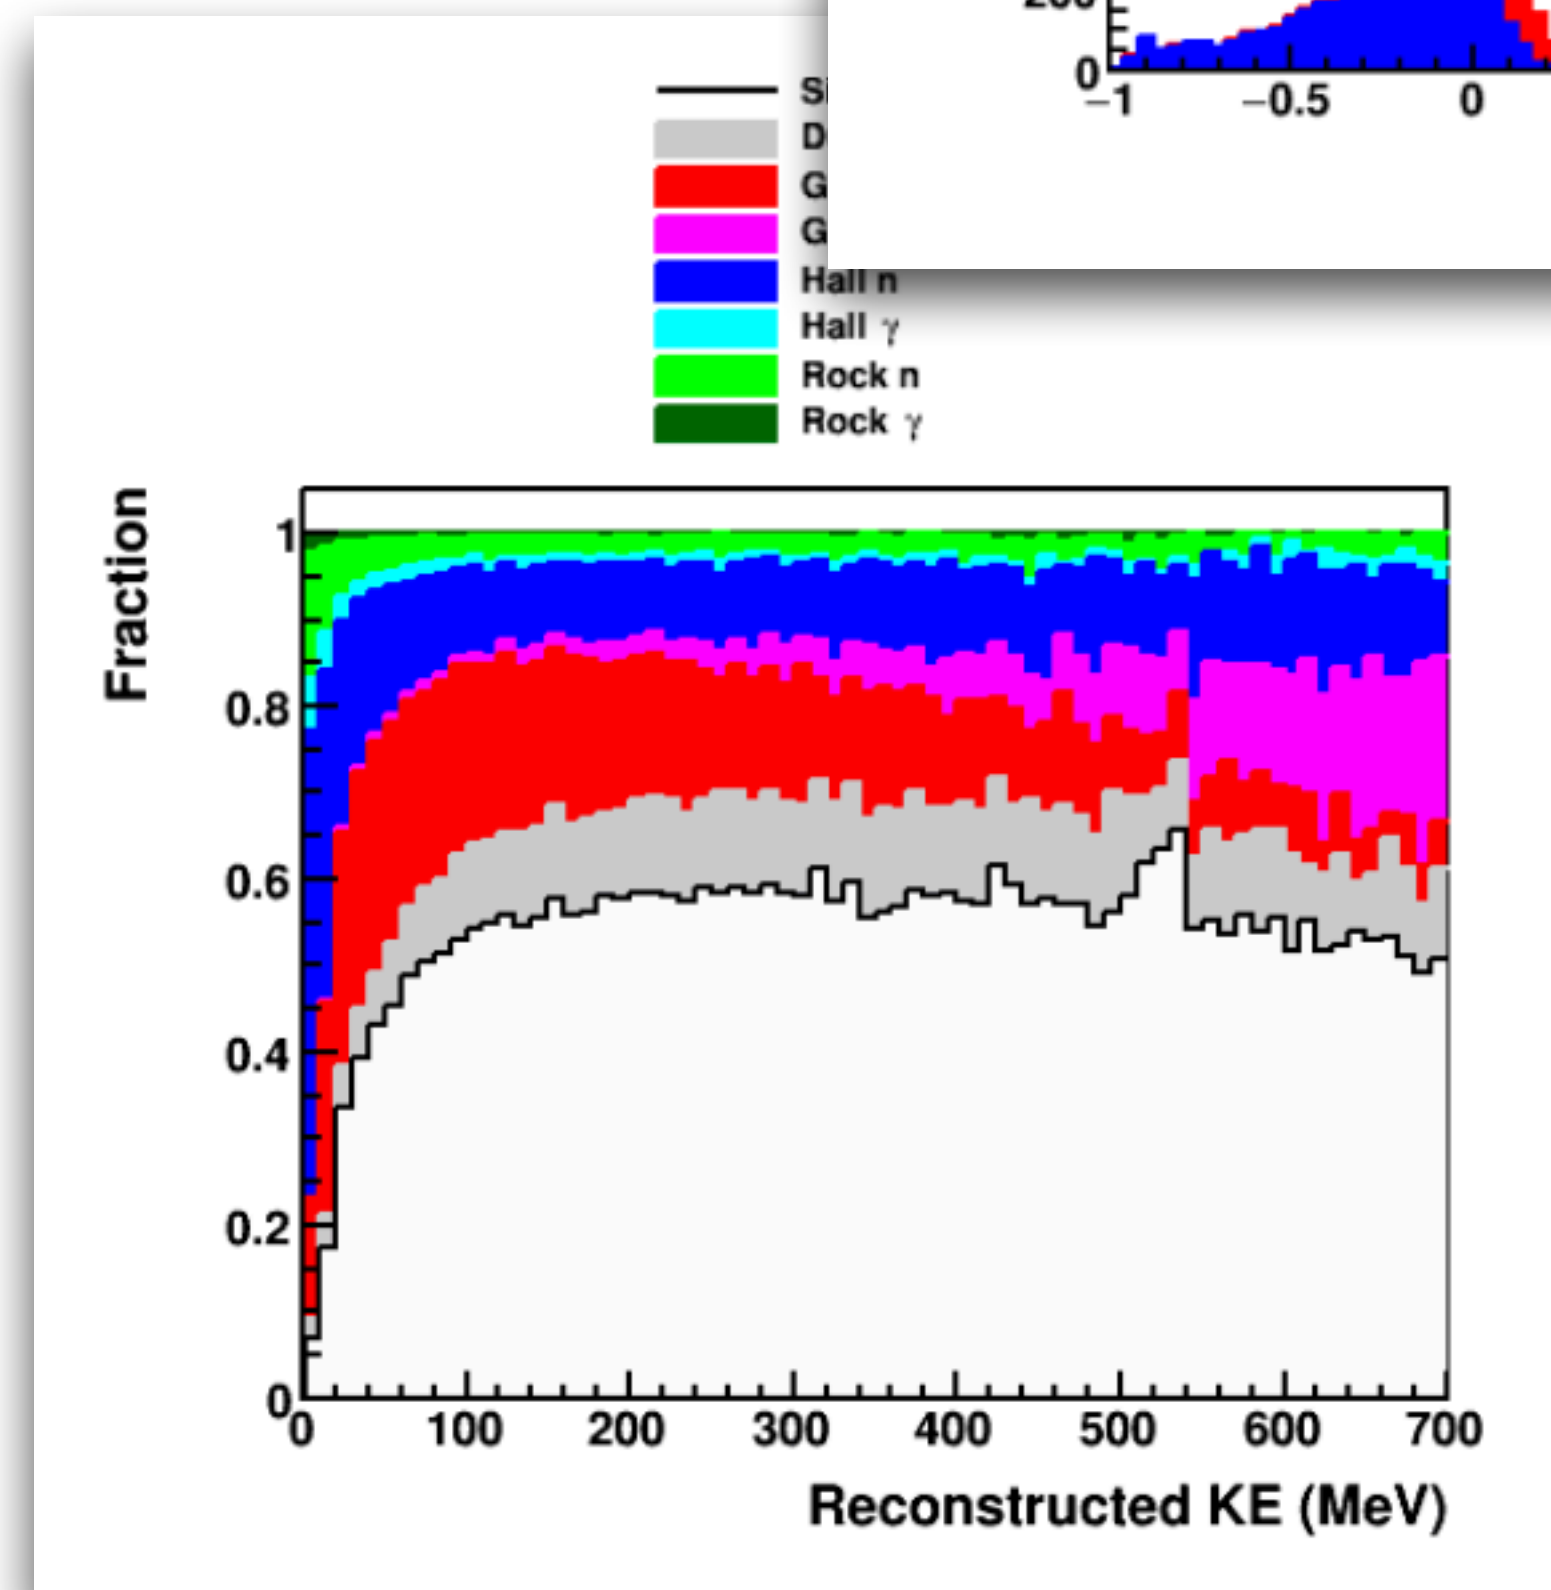 0
−1 −0.5 0
Hall n
Hall γ
Rock n
Rock γ
Fraction
1
0.8
0.6
0.4
0.2
0
0 100 200 300 400 500 600 700
Reconstructed KE (MeV)